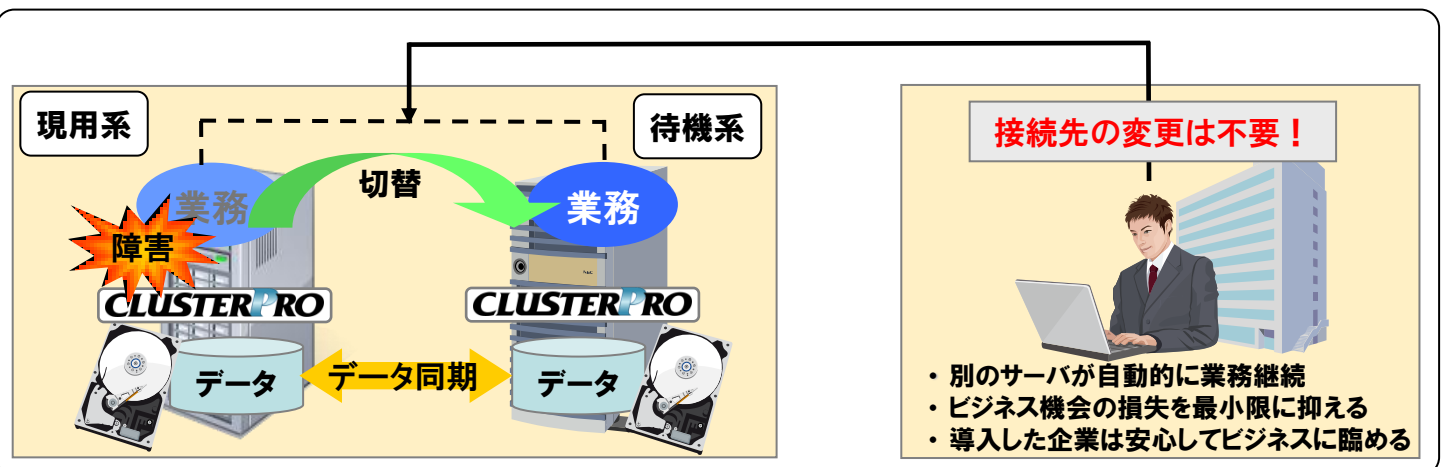 現用系
待機系
切替
業務
業務
障害
CLUSTERPRO
CLUSTERPRO
NEC
データ
データ同期
データ
接続先の変更は不要！
・別のサーバが自動的に業務継続
・ビジネス機会の損失を最小限に抑える
・導入した企業は安心してビジネスに臨める